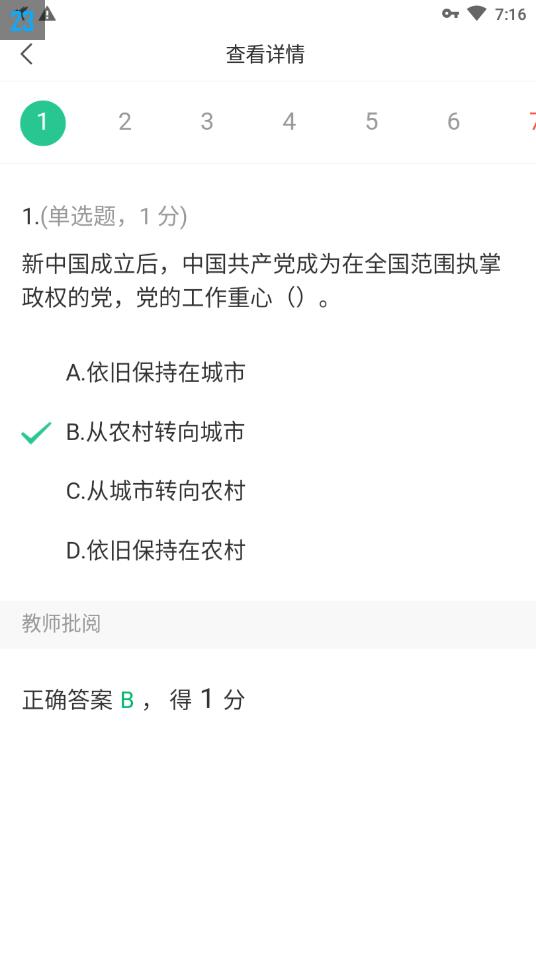 23
7:16
查看详情
1 2 3 4 5 6 7
1.(单选题，1 分)
新中国成立后，中国共产党成为在全国范围执掌
政权的党，党的工作重心（）。
A.依旧保持在城市
B.从农村转向城市
C.从城市转向农村
D.依旧保持在农村
教师批阅
正确答案 B ， 得 1 分